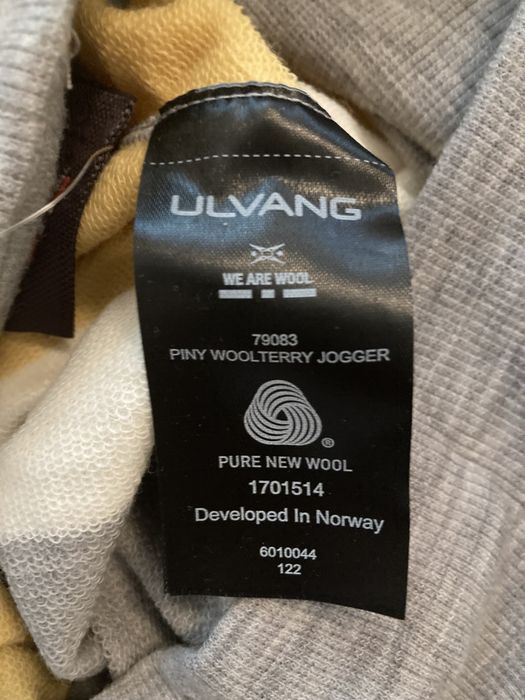 ULVANG
WE ARE WOOL
79083
PINY WOOLTERRY JOGGER
®
PURE NEW WOOL
1701514
Developed In Norway
6010044
122